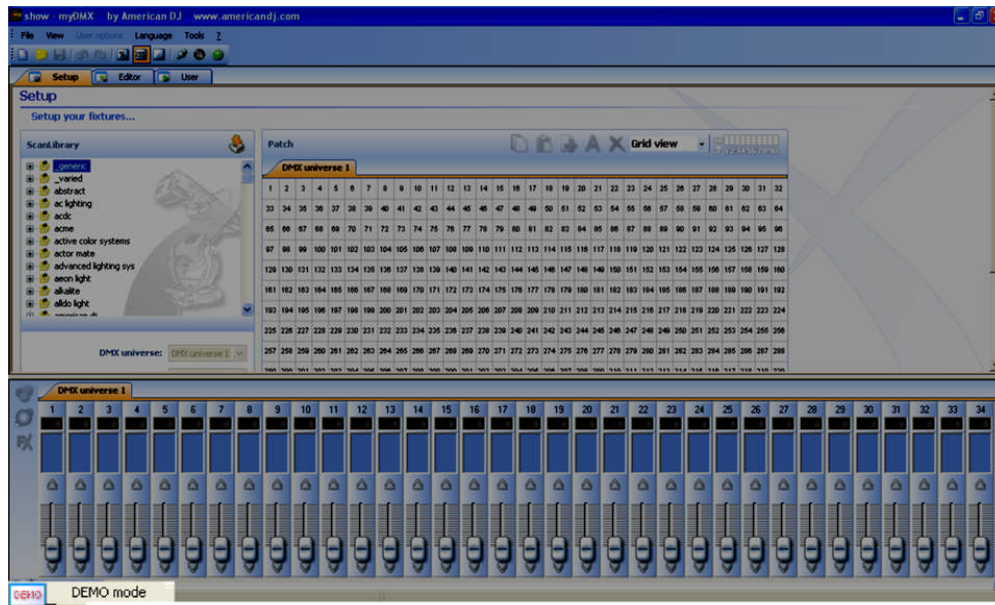 show - myDMX by American DJ www.americandj.com
File View User options Language Tools ?
Setup Editor User
Setup
Setup your fixtures...
ScanLibrary
Patch
Grid view
_generic
_varied
abstract
ac lighting
acdc
acme
active color systems
actor mate
advanced lighting sys
aeon light
alkalite
alldo light
american dj
DMX universe: DMX universe 1
DMX universe 1
1 2 3 4 5 6 7 8 9 10 11 12 13 14 15 16 17 18 19 20 21 22 23 24 25 26 27 28 29 30 31 32
33 34 35 36 37 38 39 40 41 42 43 44 45 46 47 48 49 50 51 52 53 54 55 56 57 58 59 60 61 62 63 64
65 66 67 68 69 70 71 72 73 74 75 76 77 78 79 80 81 82 83 84 85 86 87 88 89 90 91 92 93 94 95 96
97 98 99 100 101 102 103 104 105 106 107 108 109 110 111 112 113 114 115 116 117 118 119 120 121 122 123 124 125 126 127 128
129 130 131 132 133 134 135 136 137 138 139 140 141 142 143 144 145 146 147 148 149 150 151 152 153 154 155 156 157 158 159 160
161 162 163 164 165 166 167 168 169 170 171 172 173 174 175 176 177 178 179 180 181 182 183 184 185 186 187 188 189 190 191 192
193 194 195 196 197 198 199 200 201 202 203 204 205 206 207 208 209 210 211 212 213 214 215 216 217 218 219 220 221 222 223 224
225 226 227 228 229 230 231 232 233 234 235 236 237 238 239 240 241 242 243 244 245 246 247 248 249 250 251 252 253 254 255 256
257 258 259 260 261 262 263 264 265 266 267 268 269 270 271 272 273 274 275 276 277 278 279 280 281 282 283 284 285 286 287 288
DMX universe 1
1 2 3 4 5 6 7 8 9 10 11 12 13 14 15 16 17 18 19 20 21 22 23 24 25 26 27 28 29 30 31 32 33 34
FX
DEMO DEMO mode